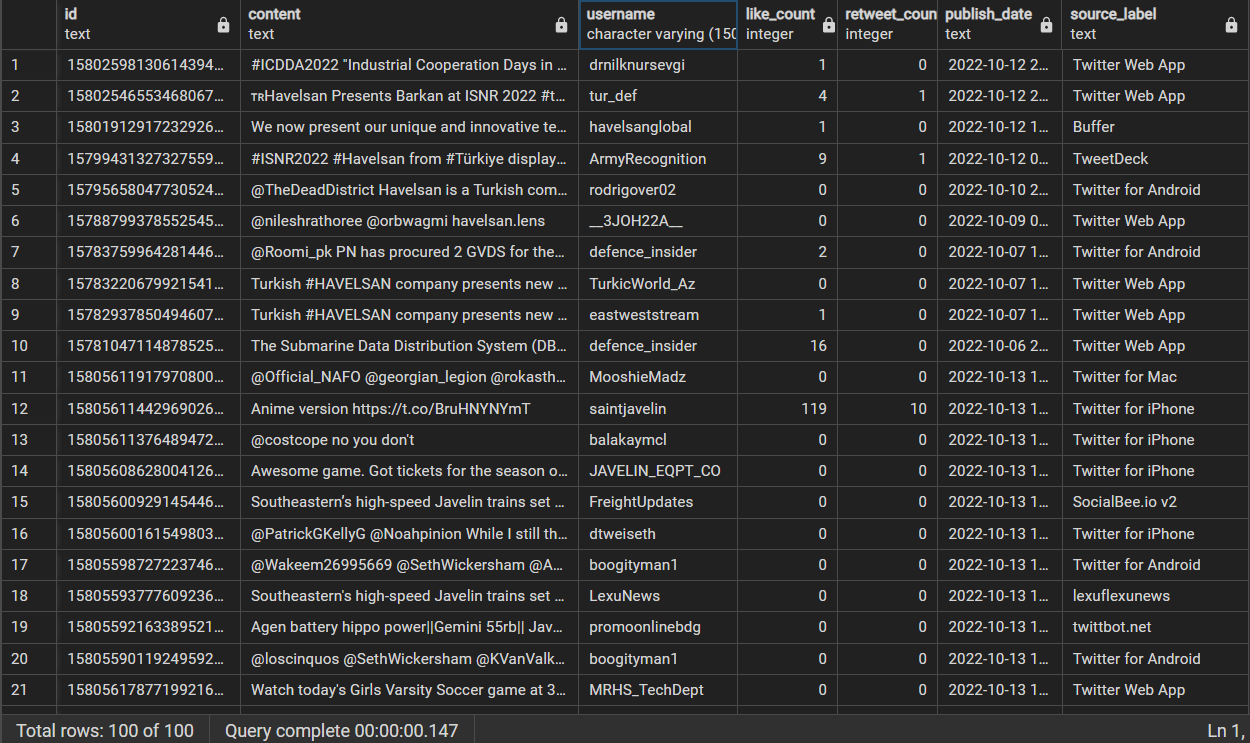 id content username like_count retweet_coun publish_date source_label
text text character varying (150 integer integer text text
1 15802598130614394... #ICDDA2022 "Industrial Cooperation Days in ... drnilknursevgi 1 0 2022-10-12 2... Twitter Web App
2 15802546553468067... ᴛʀHavelsan Presents Barkan at ISNR 2022 #t... tur_def 4 1 2022-10-12 2... Twitter Web App
3 15801912917232926... We now present our unique and innovative te... havelsanglobal 1 0 2022-10-12 1... Buffer
4 15799431327327559... #ISNR2022 #Havelsan from #Türkiye display... ArmyRecognition 9 1 2022-10-12 0... TweetDeck
5 15795658047730524... @TheDeadDistrict Havelsan is a Turkish com... rodrigover02 0 0 2022-10-10 2... Twitter for Android
6 15788799378552545... @nileshrathoree @orbwagmi havelsan.lens __3JOH22A__ 0 0 2022-10-09 0... Twitter Web App
7 15783759964281446... @Roomi_pk PN has procured 2 GVDS for the... defence_insider 2 0 2022-10-07 1... Twitter for Android
8 15783220679921541... Turkish #HAVELSAN company presents new ... TurkicWorld_Az 0 0 2022-10-07 1... Twitter Web App
9 15782937850494607... Turkish #HAVELSAN company presents new ... eastweststream 1 0 2022-10-07 1... Twitter Web App
10 15781047114878525... The Submarine Data Distribution System (DB... defence_insider 16 0 2022-10-06 2... Twitter Web App
11 15805611917970800... @Official_NAFO @georgian_legion @rokasth... MooshieMadz 0 0 2022-10-13 1... Twitter for Mac
12 15805611442969026... Anime version https://t.co/BruHNYNYmT saintjavelin 119 10 2022-10-13 1... Twitter for iPhone
13 15805611376489472... @costcope no you don't balakaymcl 0 0 2022-10-13 1... Twitter for iPhone
14 15805608628004126... Awesome game. Got tickets for the season o... JAVELIN_EQPT_CO 0 0 2022-10-13 1... Twitter for iPhone
15 15805600929145446... Southeastern’s high-speed Javelin trains set ... FreightUpdates 0 0 2022-10-13 1... SocialBee.io v2
16 15805600161549803... @PatrickGKellyG @Noahpinion While I still th... dtweiseth 0 0 2022-10-13 1... Twitter for iPhone
17 15805598727223746... @Wakeem26995669 @SethWickersham @A... boogityman1 0 0 2022-10-13 1... Twitter for Android
18 15805593777609236... Southeastern's high-speed Javelin trains set ... LexuNews 0 0 2022-10-13 1... lexuflexunews
19 15805592163389521... Agen battery hippo power||Gemini 55rb|| Jav... promoonlinebdg 0 0 2022-10-13 1... twittbot.net
20 15805590119249592... @loscinquos @SethWickersham @KVanValk... boogityman1 0 0 2022-10-13 1... Twitter for Android
21 15805617877199216... Watch today's Girls Varsity Soccer game at 3... MRHS_TechDept 0 0 2022-10-13 1... Twitter Web App
Total rows: 100 of 100 Query complete 00:00:00.147 Ln 1,